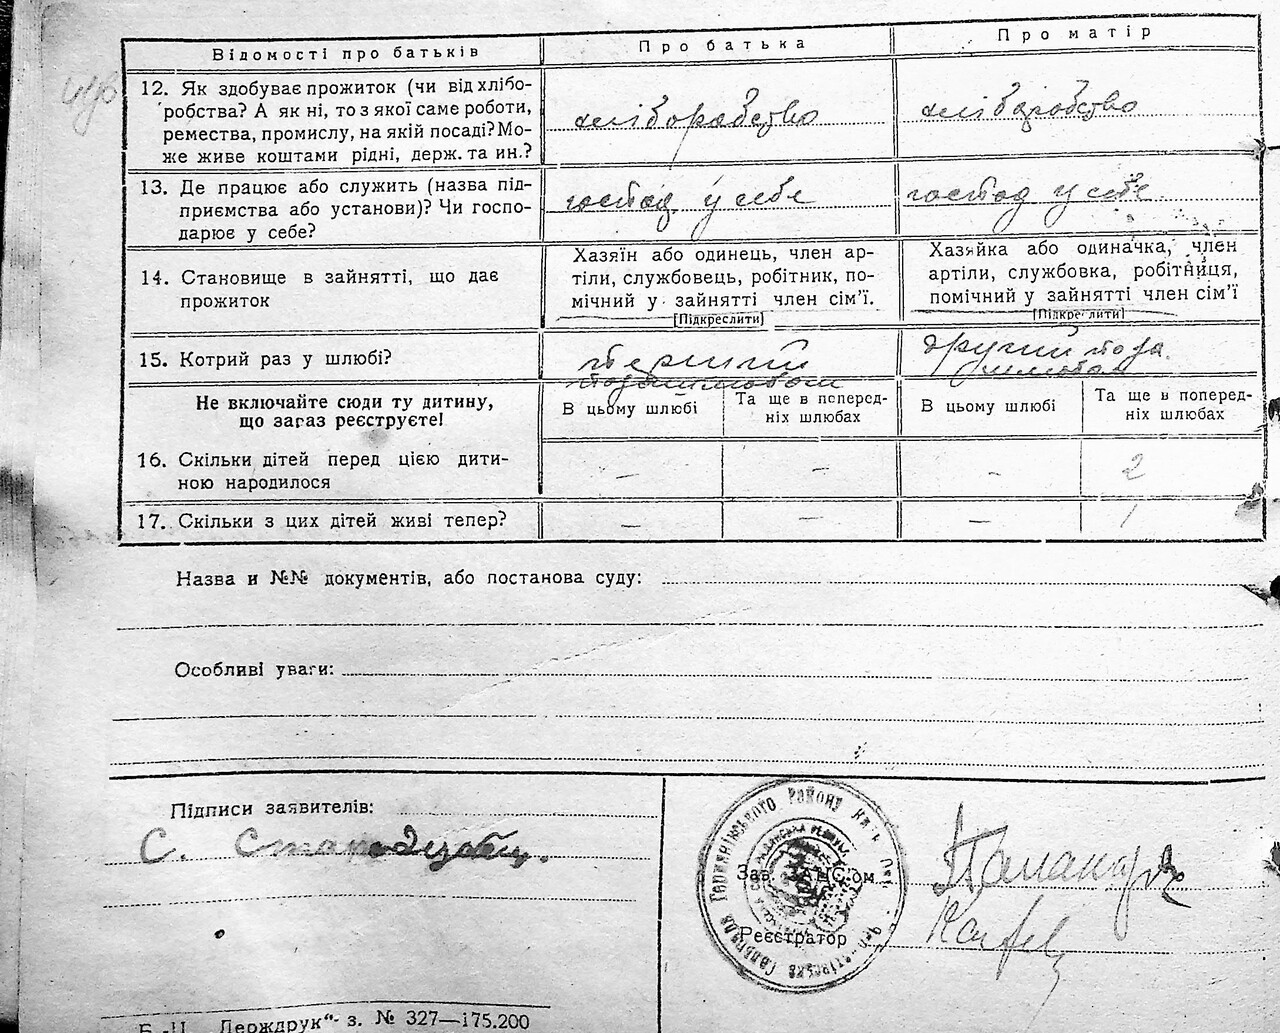 Відомості про батьків
Про батька
Про матір
12. Як здобуває прожиток (чи від хлібо-
робства? А як ні, то з якої саме роботи,
ремества, промислу, на якій посаді? Мо-
же живе коштами рідні, держ. та ин.?
хліборобство
хліборобство
13. Де працює або служить (назва під-
приємства або установи)? Чи госпо-
дарює у себе?
господ у себе
господ у себе
14. Становище в зайнятті, що дає
прожиток
Хазяїн або одинець, член ар-
тіли, службовець, робітник, по-
мічний у зайнятті член сім'ї.
[Підкреслити]
Хазяйка або одиначка, член
артіли, службовка, робітниця,
помічний у зайнятті член сім'ї
[Підкреслити]
15. Котрий раз у шлюбі?
перший
другий
Не включайте сюди ту дитину,
що загаз реєструєте!
В цьому шлюбі
Та ще в поперед-
ніх шлюбах
В цьому шлюбі
Та ще в поперед-
ніх шлюбах
16. Скільки дітей перед цією дити-
ною народилося
– – – 2
17. Скільки з цих дітей живі тепер?
– – – 1
Назва и №№ документів, або постанова суду:
Особливі уваги:
Підписи заявителів:
С. Стародубец.
Зав. ЗАГС'ом
Реєстратор
Б.-Ц. „Держдрук“ з. № 327—175.200